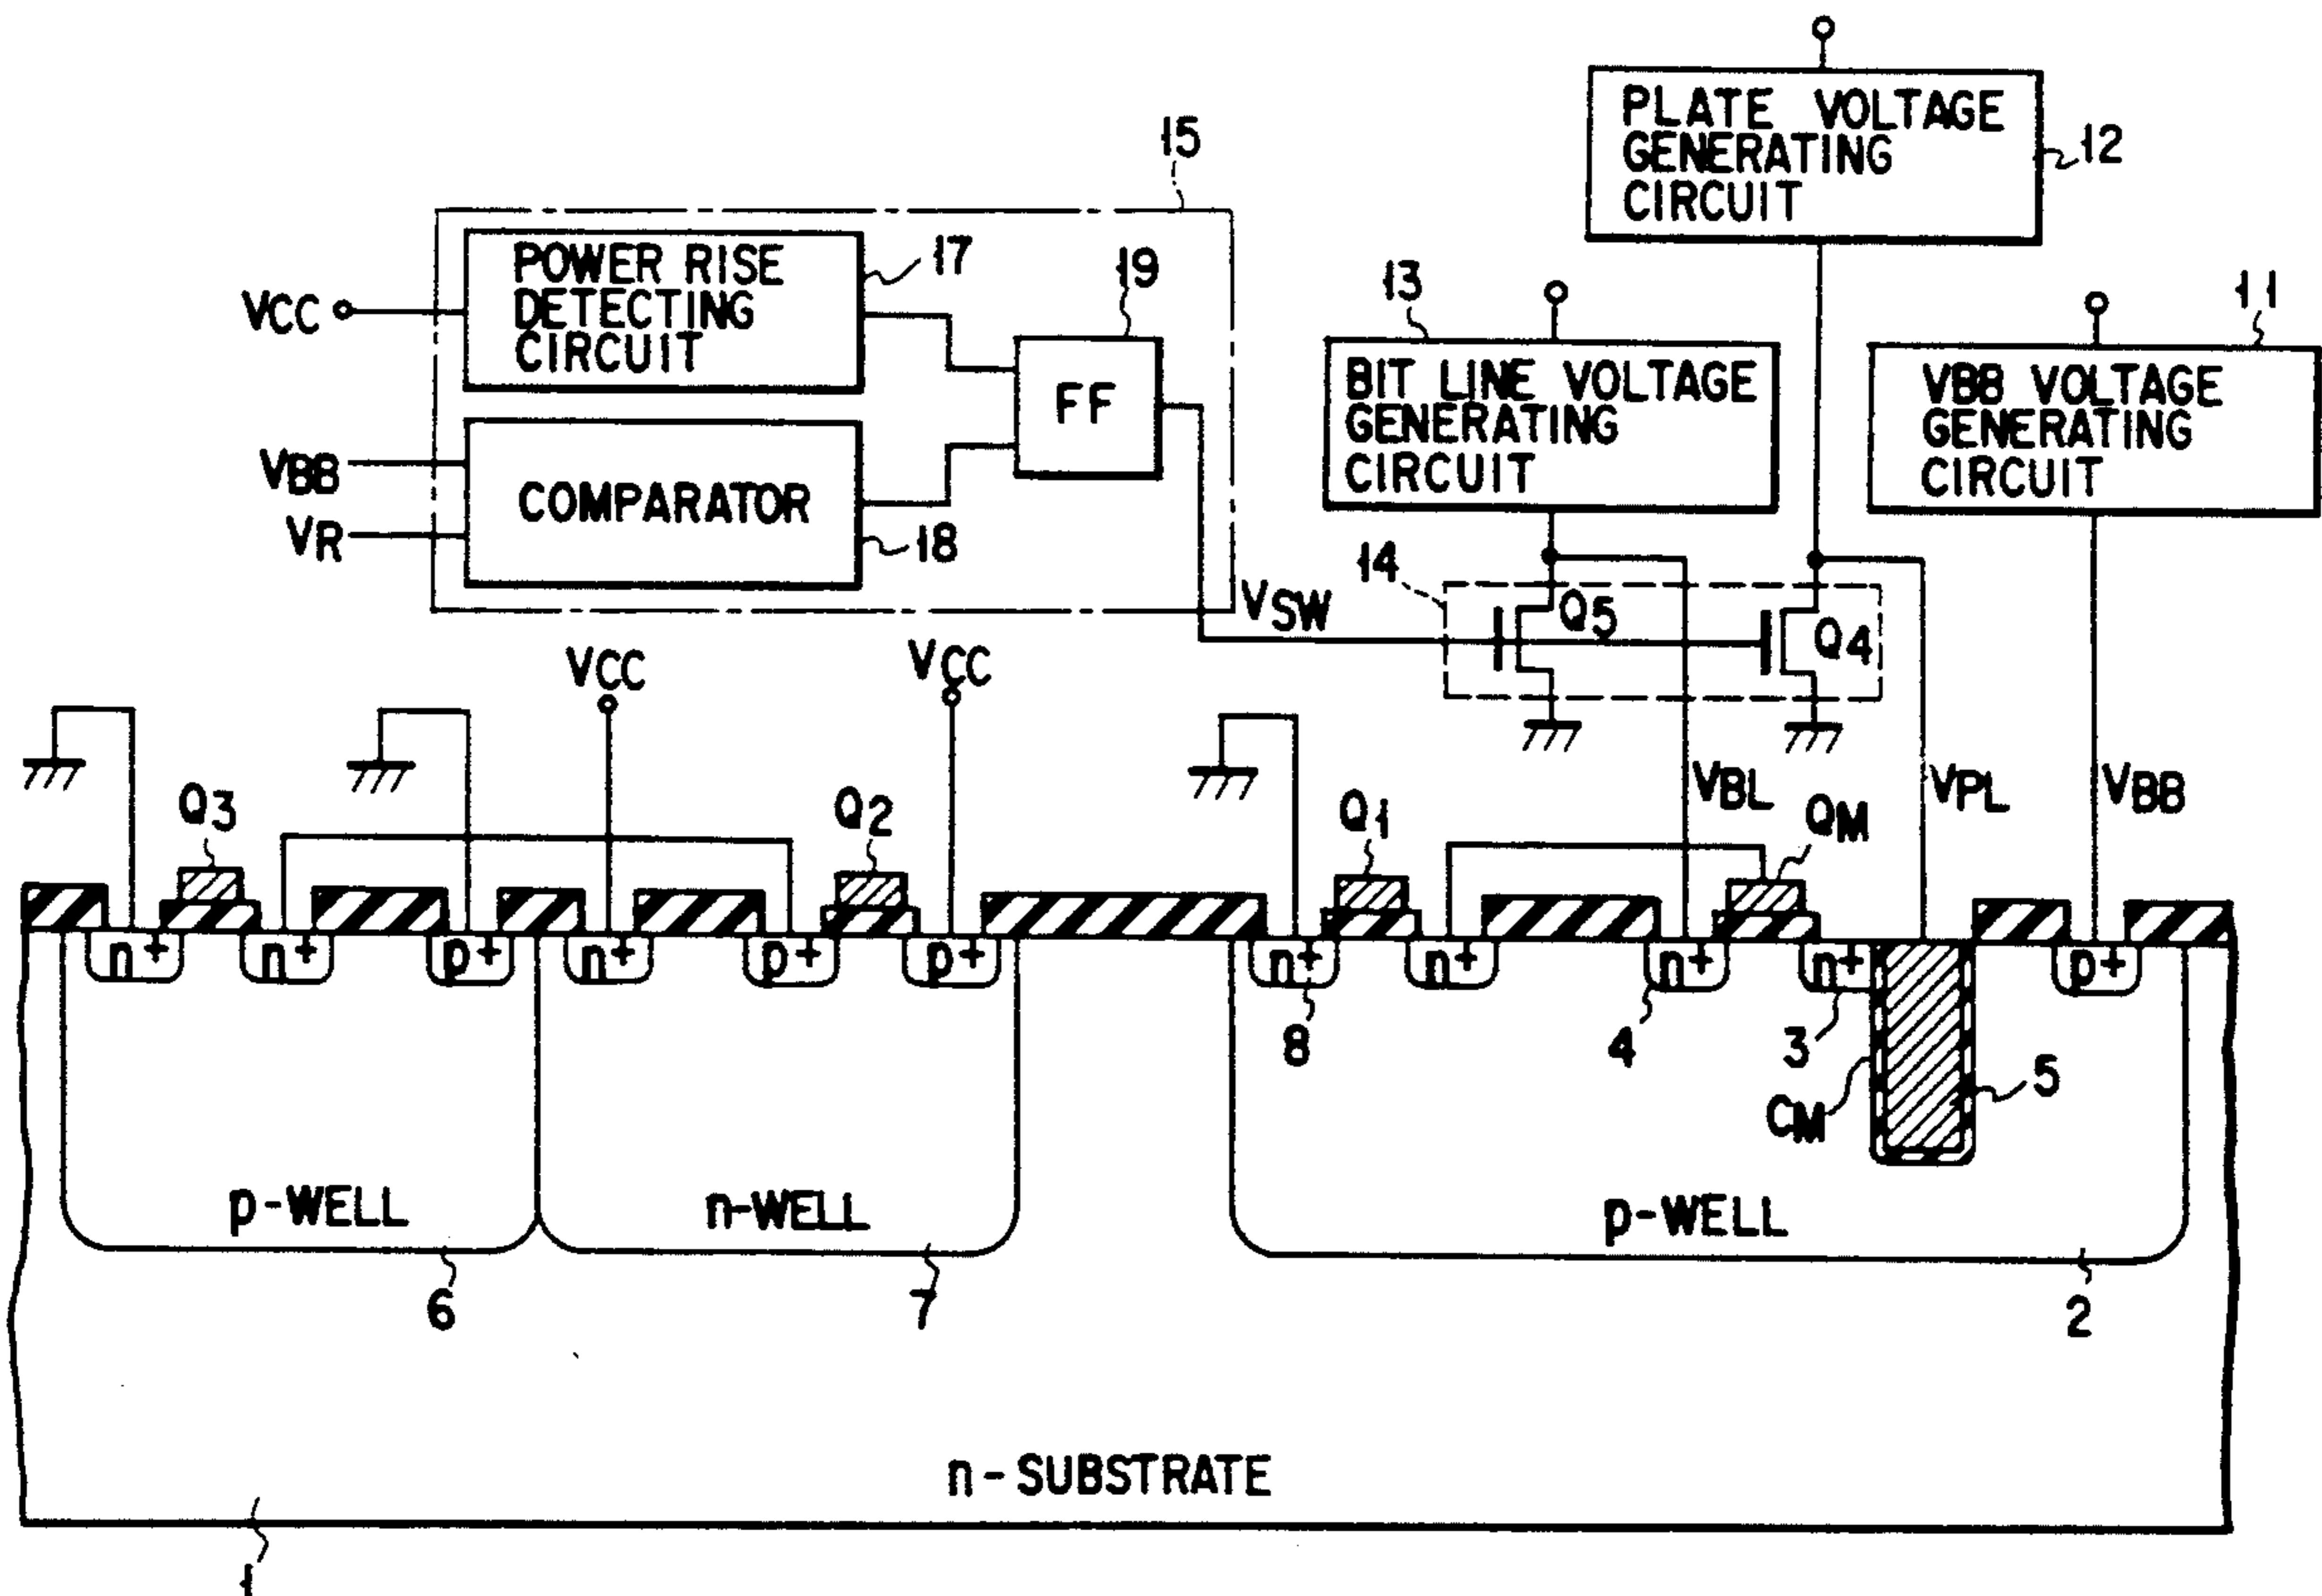 PLATE VOLTAGE
GENERATING
CIRCUIT
12
15
POWER RISE
DETECTING
CIRCUIT
17
19
13
11
VCC
FF
BIT LINE VOLTAGE
GENERATING
CIRCUIT
VBB VOLTAGE
GENERATING
CIRCUIT
VBB
VR
COMPARATOR
18
14
VSW
Q5
Q4
VCC
VCC
Q3
Q2
Q1
VBL
QM
VPL
VBB
n+
n+
p+
n+
p+
p+
n+
n+
n+
n+
p+
8
4
3
CM
5
p-WELL
n-WELL
p-WELL
6
7
2
n-SUBSTRATE
1